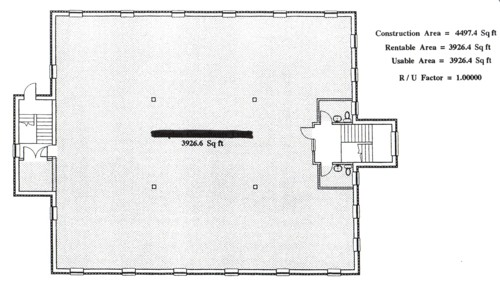 Construction Area = 4497.4 Sq ft
Rentable Area = 3926.4 Sq ft
Usable Area = 3926.4 Sq ft
R / U Factor = 1.00000
3926.6 Sq ft